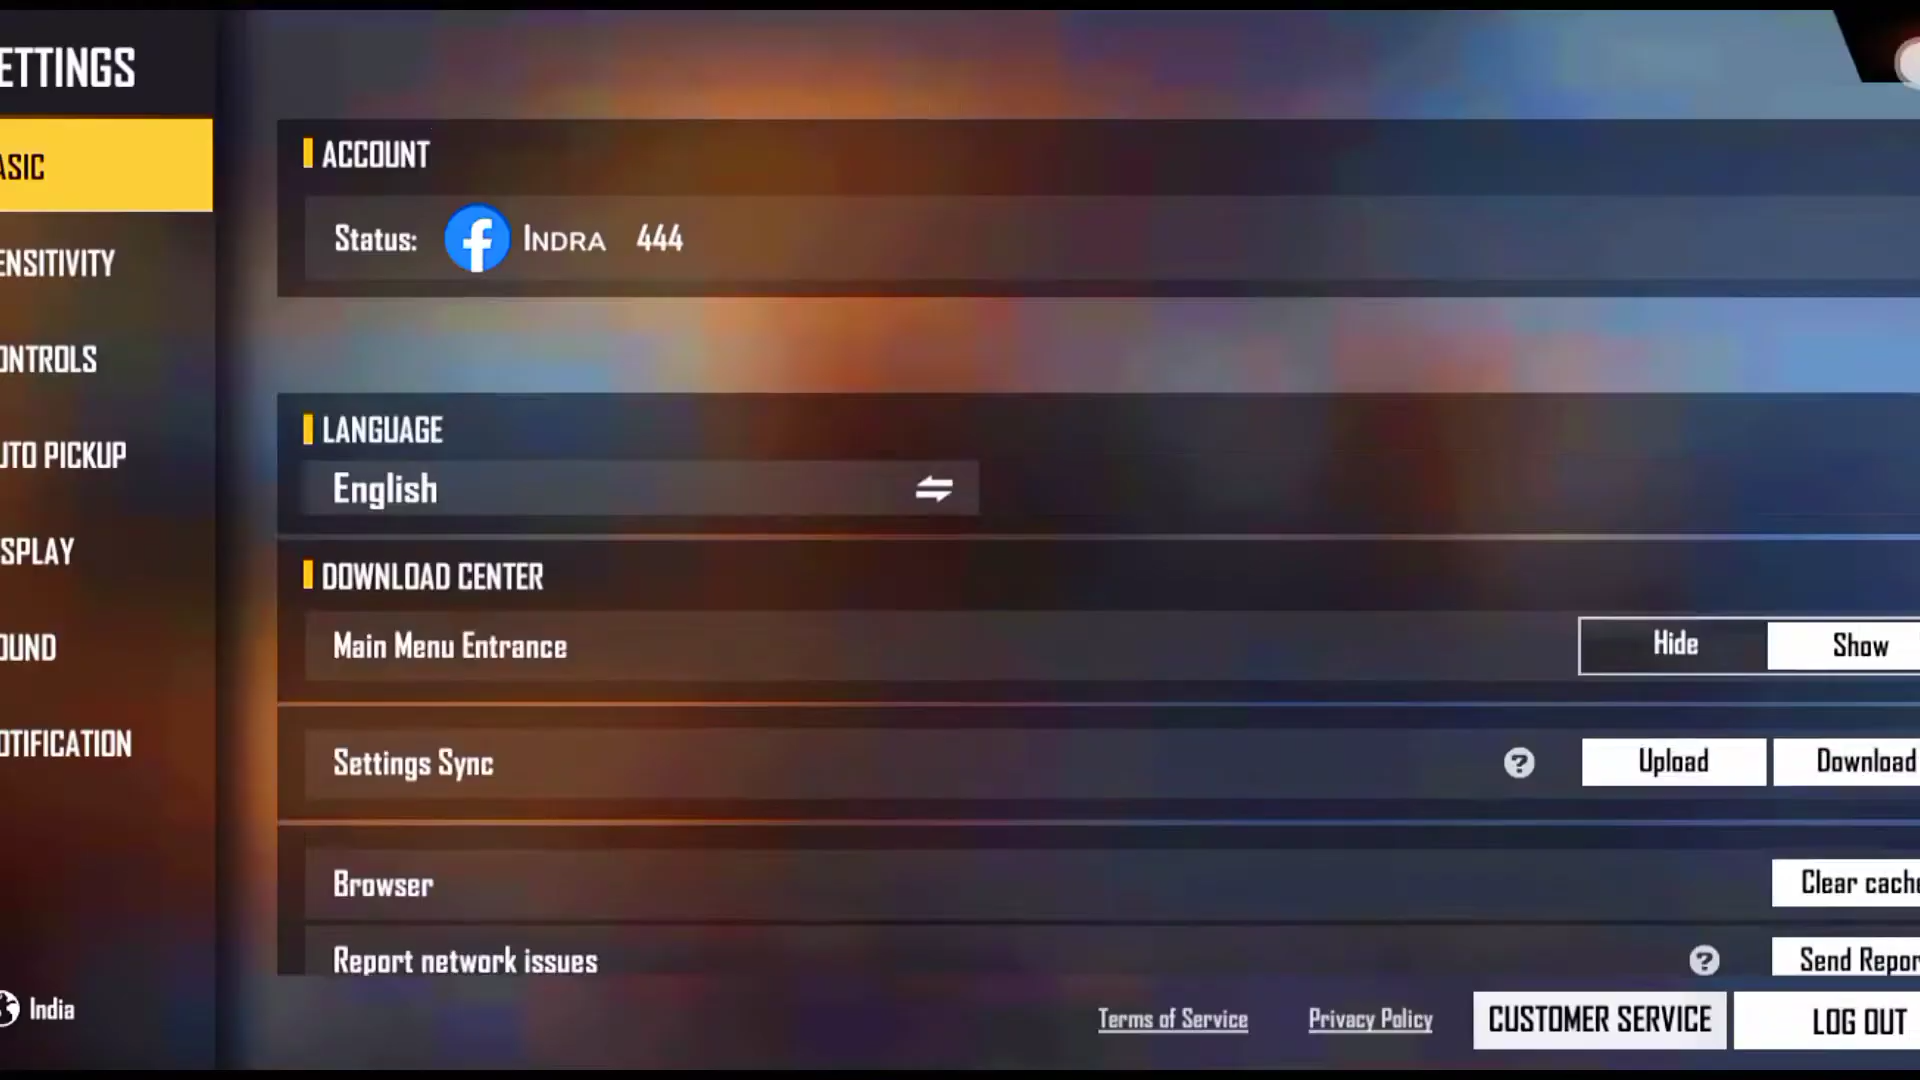 ETTINGS
ASIC
ENSITIVITY
ONTROLS
UTO PICKUP
ISPLAY
OUND
OTIFICATION
India
ACCOUNT
Status: INDRA 444
LANGUAGE
English
DOWNLOAD CENTER
Main Menu Entrance
Hide Show
Settings Sync
? Upload Download
Browser
Clear cache
Report network issues
? Send Repor
Terms of Service Privacy Policy CUSTOMER SERVICE LOG OUT